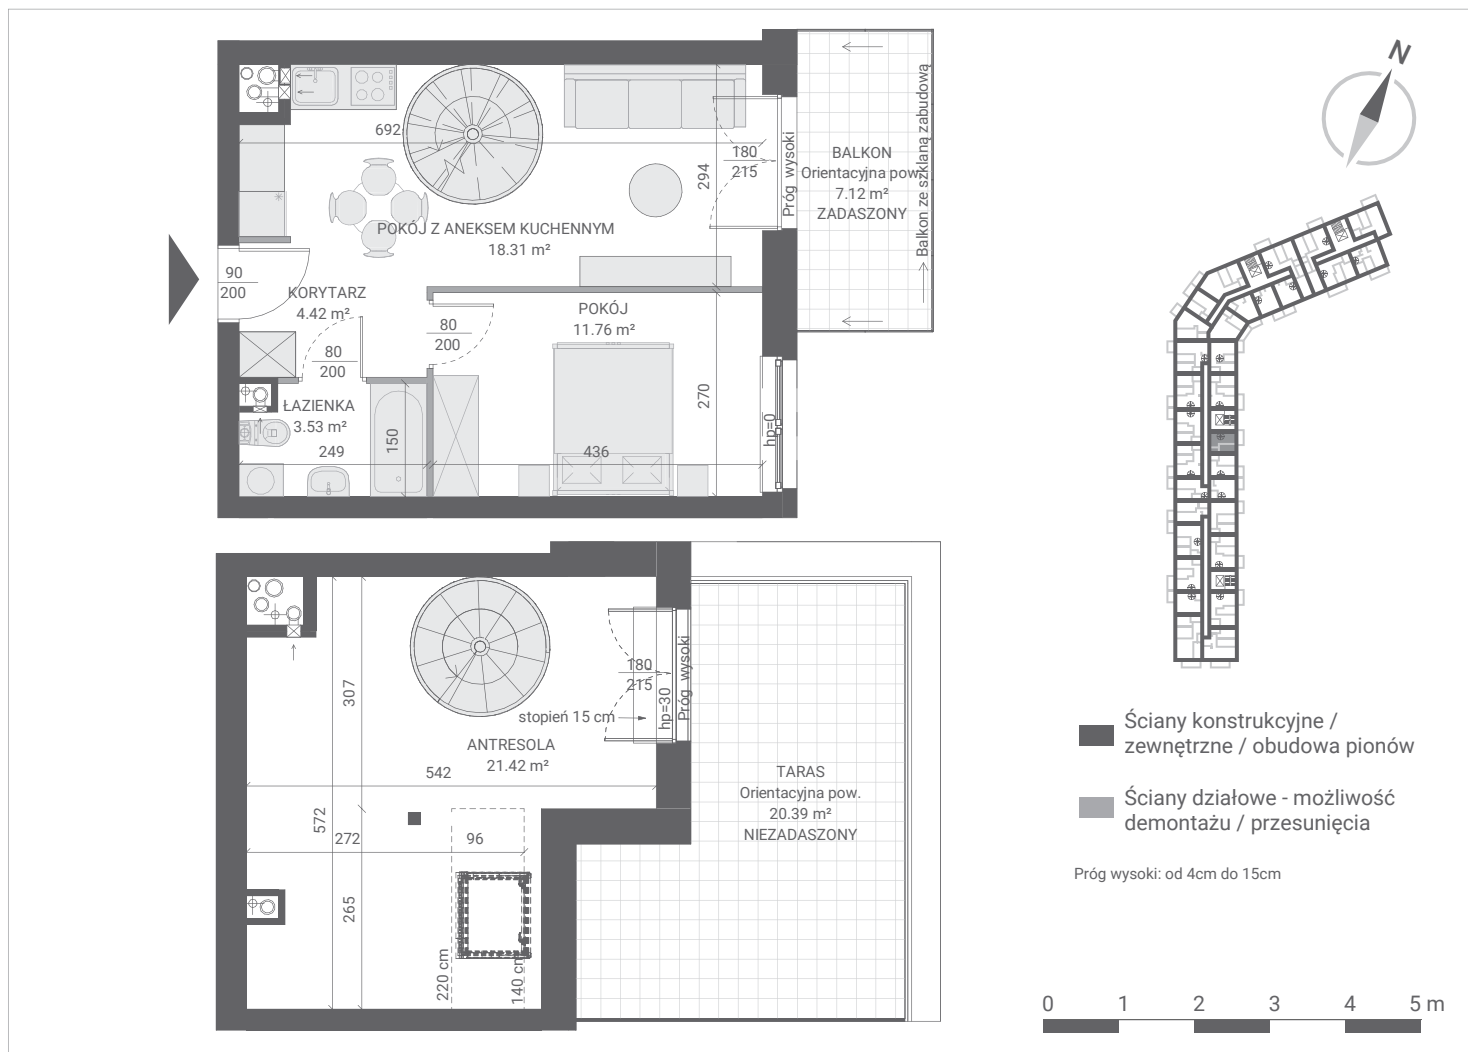 692
294
180
215
Próg wysoki
BALKON
Orientacyjna pow.
7.12 m²
ZADASZONY
Balkon ze szklaną zabudową
POKÓJ Z ANEKSEM KUCHENNYM
18.31 m²
90
200
KORYTARZ
4.42 m²
80
200
80
200
POKÓJ
11.76 m²
270
ŁAZIENKA
3.53 m²
249
150
436
hp=0
N
307
572
542
272
96
265
220 cm
140 cm
180
215
hp=30
Próg wysoki
stopień 15 cm
ANTRESOLA
21.42 m²
TARAS
Orientacyjna pow.
20.39 m²
NIEZADASZONY
Ściany konstrukcyjne /
zewnętrzne / obudowa pionów
Ściany działowe - możliwość
demontażu / przesunięcia
Próg wysoki: od 4cm do 15cm
0 1 2 3 4 5 m